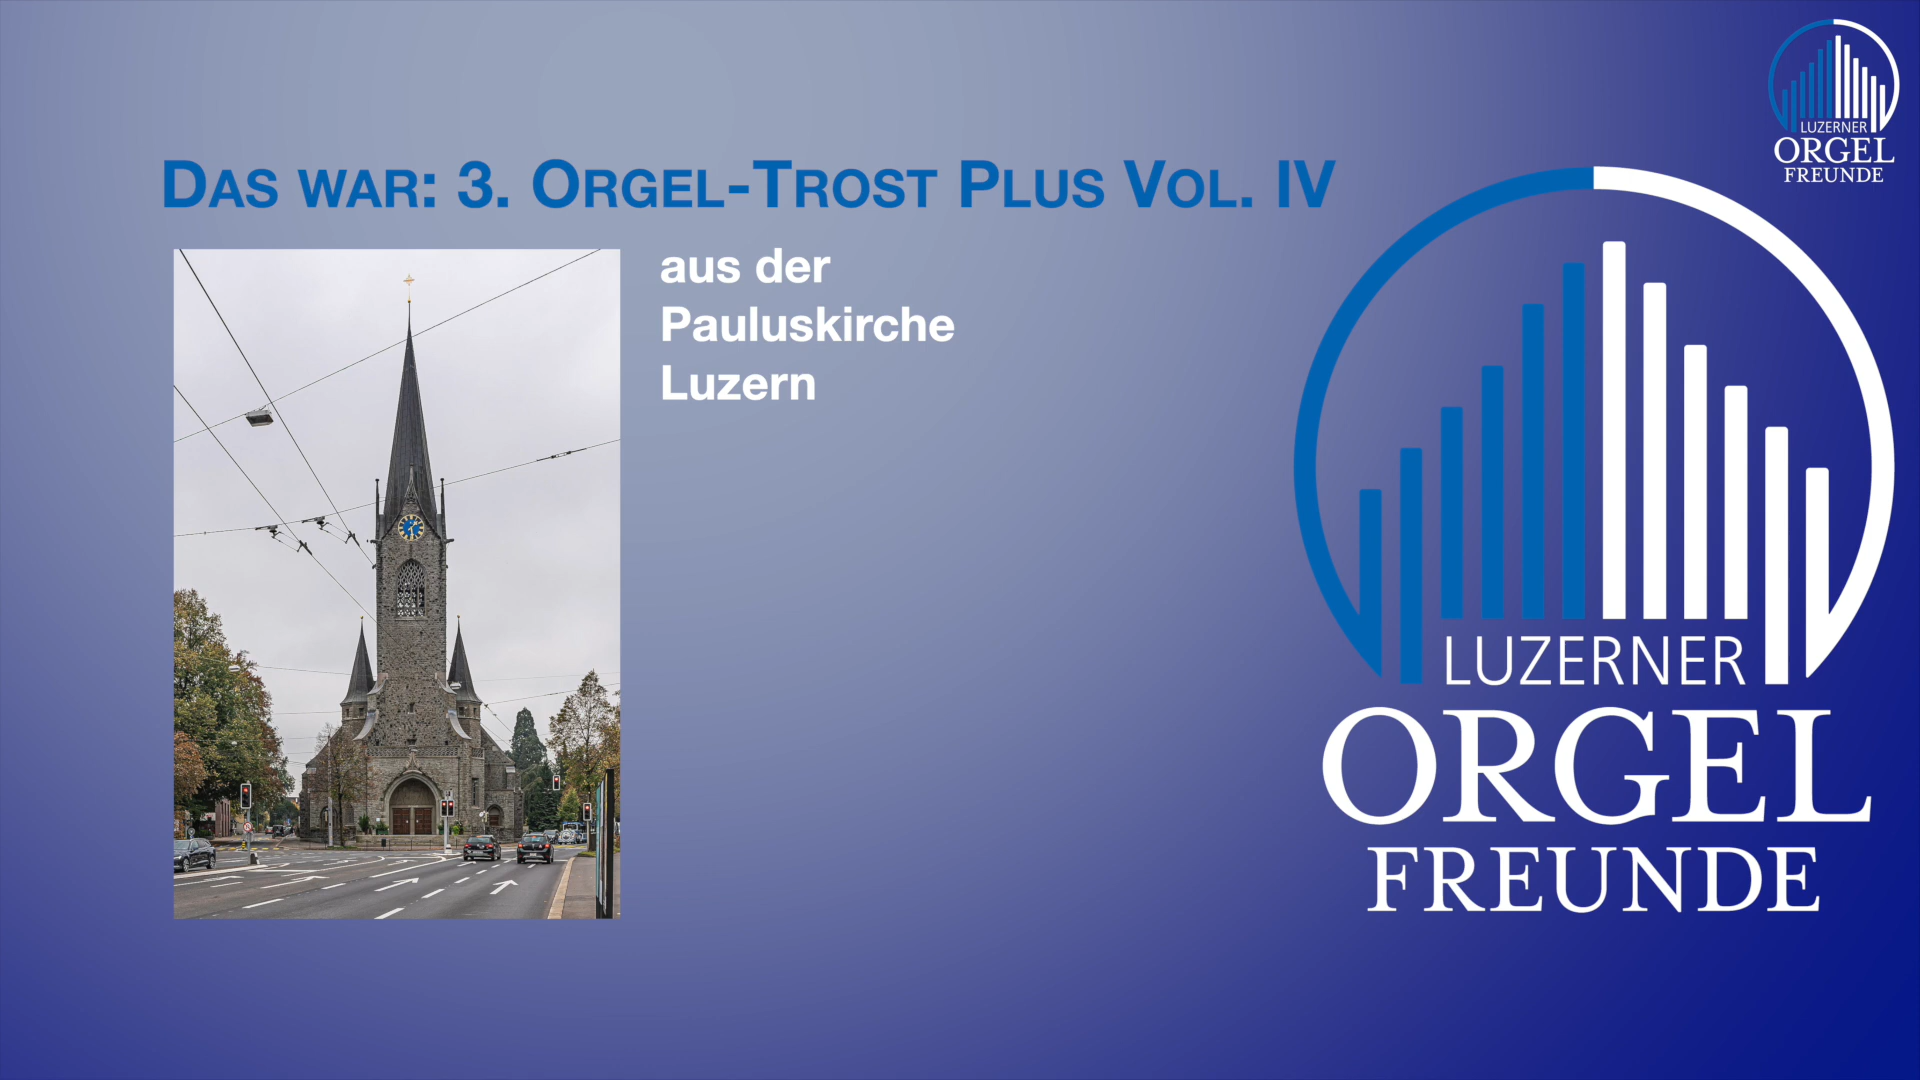 DAS WAR: 3. ORGEL-TROST PLUS VOL. IV
aus der
Pauluskirche
Luzern
LUZERNER
ORGEL
FREUNDE
LUZERNER
ORGEL
FREUNDE